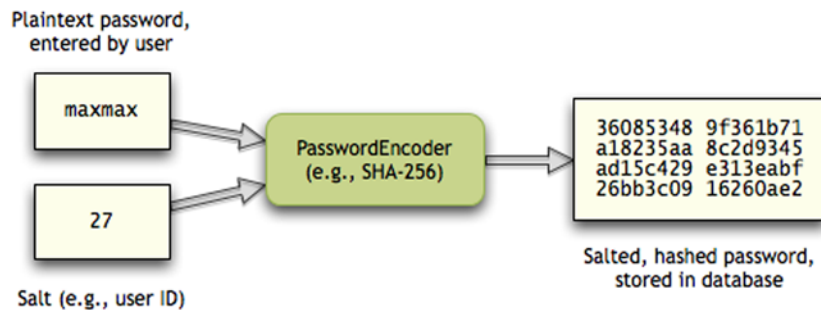 Plaintext password,
entered by user
maxmax
27
Salt (e.g., user ID)
PasswordEncoder
(e.g., SHA-256)
36085348 9f361b71
a18235aa 8c2d9345
ad15c429 e313eabf
26bb3c09 16260ae2
Salted, hashed password,
stored in database